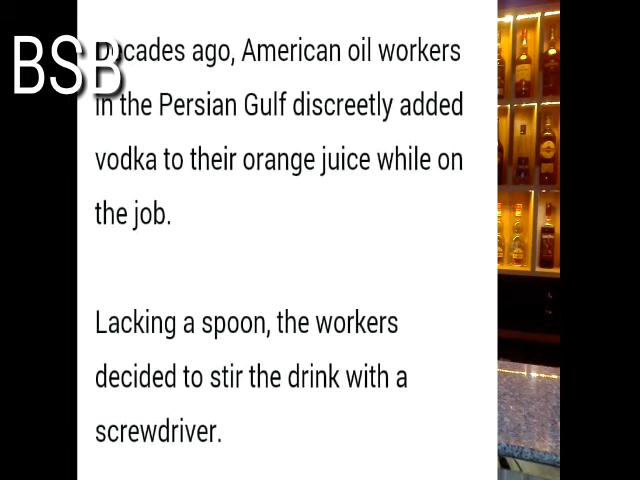 BSB
Decades ago, American oil workers
in the Persian Gulf discreetly added
vodka to their orange juice while on
the job.
Lacking a spoon, the workers
decided to stir the drink with a
screwdriver.